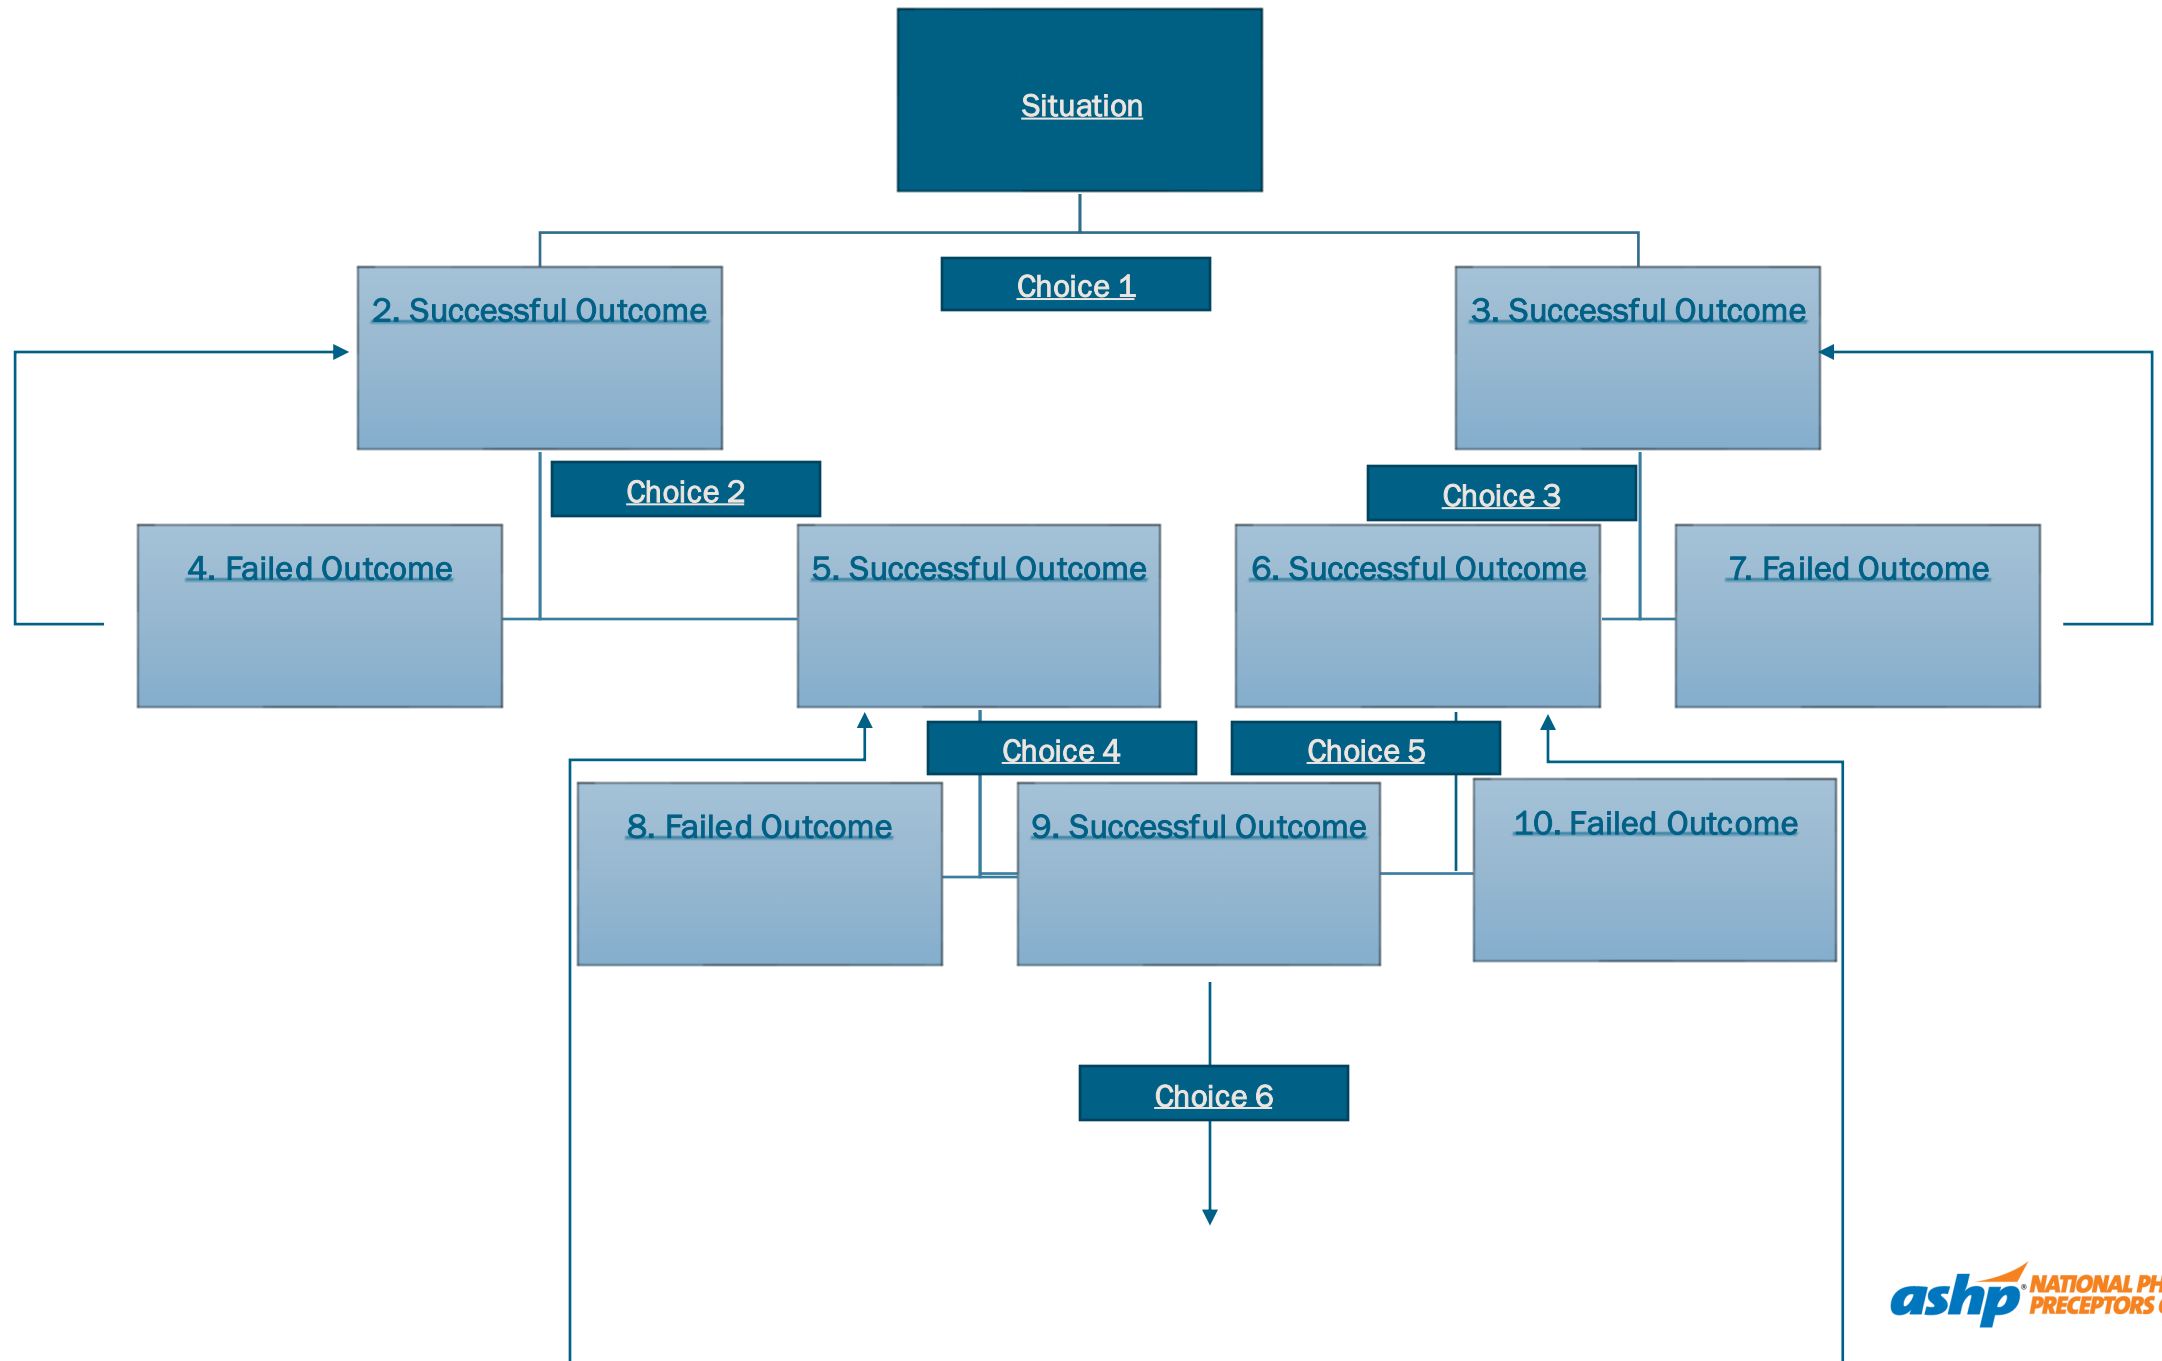 Situation
Choice 1
2. Successful Outcome
3. Successful Outcome
Choice 2
Choice 3
4. Failed Outcome
5. Successful Outcome
6. Successful Outcome
7. Failed Outcome
Choice 4
Choice 5
8. Failed Outcome
9. Successful Outcome
10. Failed Outcome
Choice 6
ashp®
NATIONAL
PRECEPTORS